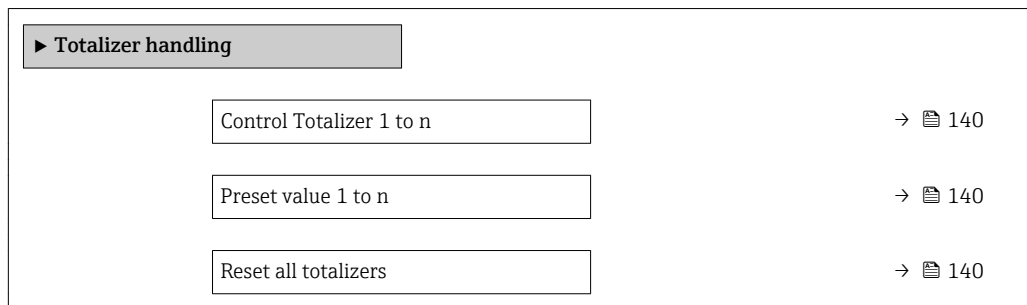 ► Totalizer handling
Control Totalizer 1 to n → 140
Preset value 1 to n → 140
Reset all totalizers → 140